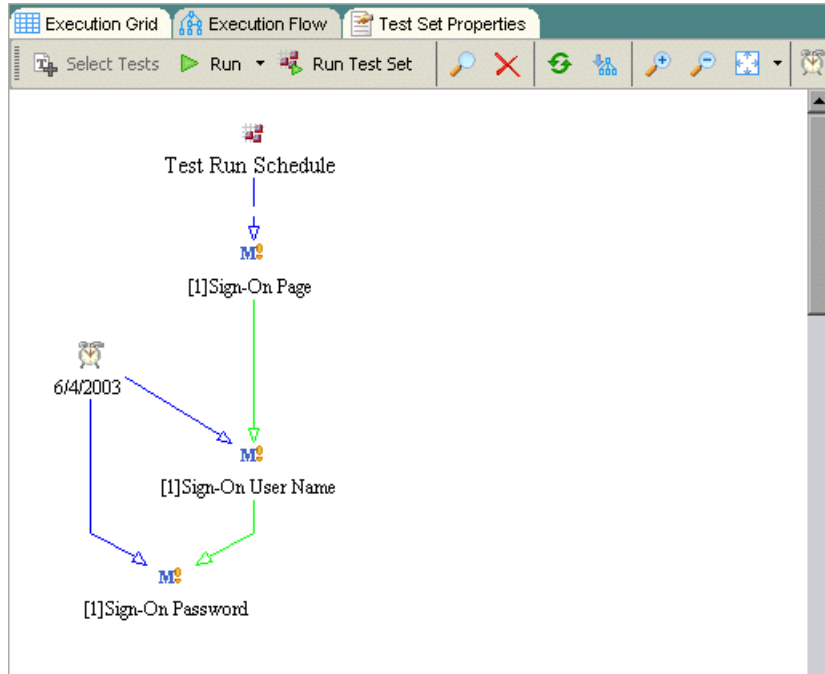 Execution Grid Execution Flow Test Set Properties
Select Tests Run Run Test Set
Test Run Schedule
M
[1]Sign-On Page
6/4/2003
M
[1]Sign-On User Name
M
[1]Sign-On Password